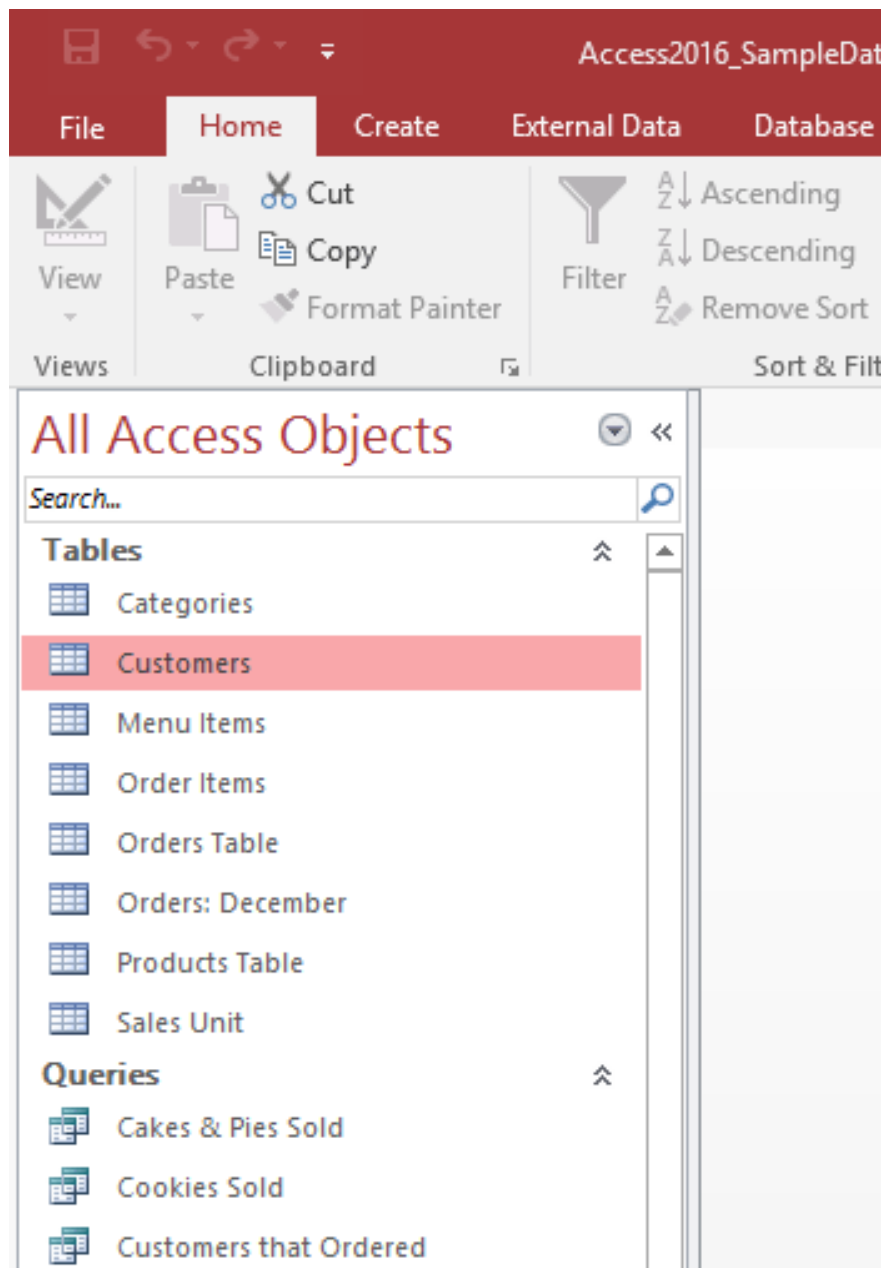 Access2016_SampleDat
File Home Create External Data Database
View
Paste
Cut
Copy
Format Painter
Filter
Ascending
Descending
Remove Sort
Views Clipboard Sort & Filt
All Access Objects
Search...
Tables
Categories
Customers
Menu Items
Order Items
Orders Table
Orders: December
Products Table
Sales Unit
Queries
Cakes & Pies Sold
Cookies Sold
Customers that Ordered